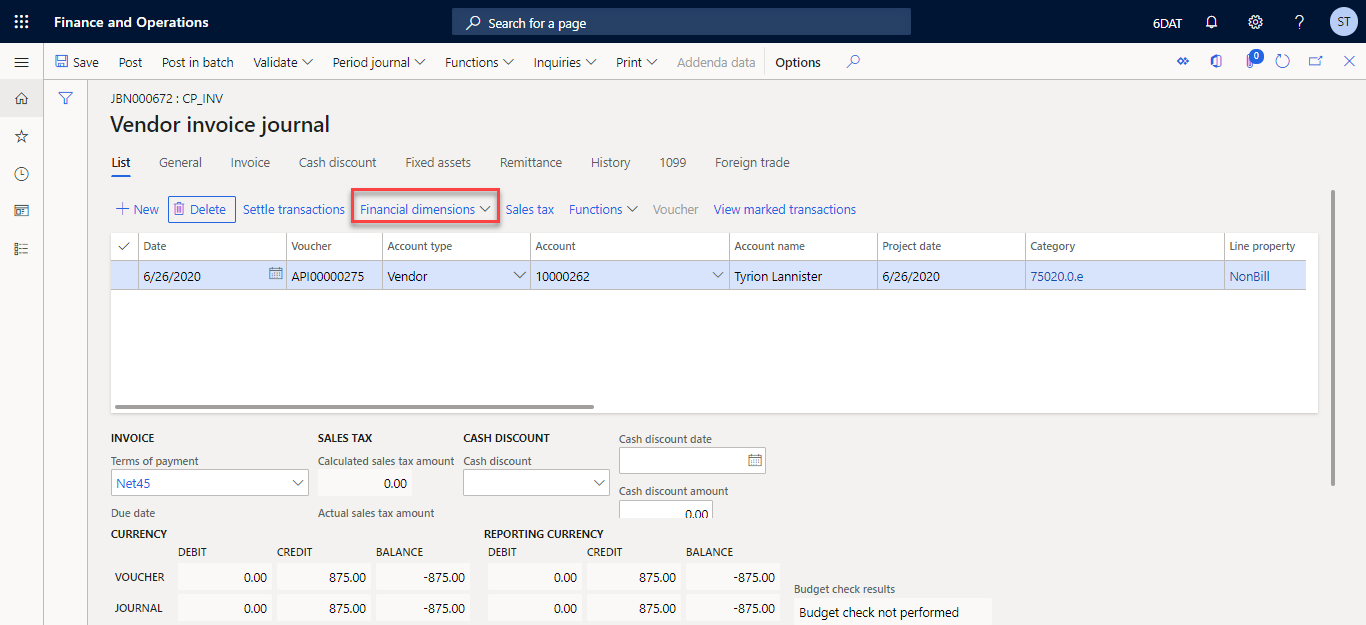 Finance and Operations Search for a page 6DAT ? ST
Save Post Post in batch Validate Period journal Functions Inquiries Print Addenda data Options 0
JBN000672 : CP_INV
Vendor invoice journal
List General Invoice Cash discount Fixed assets Remittance History 1099 Foreign trade
+ New Delete Settle transactions Financial dimensions Sales tax Functions Voucher View marked transactions
Date Voucher Account type Account Account name Project date Category Line property
6/26/2020 API00000275 Vendor 10000262 Tyrion Lannister 6/26/2020 75020.0.e NonBill
INVOICE SALES TAX CASH DISCOUNT Cash discount date
Terms of payment Calculated sales tax amount Cash discount
Net45 0.00
Cash discount amount
Due date Actual sales tax amount 0.00
CURRENCY REPORTING CURRENCY
DEBIT CREDIT BALANCE DEBIT CREDIT BALANCE
VOUCHER 0.00 875.00 -875.00 0.00 875.00 -875.00
Budget check results
JOURNAL 0.00 875.00 -875.00 0.00 875.00 -875.00 Budget check not performed